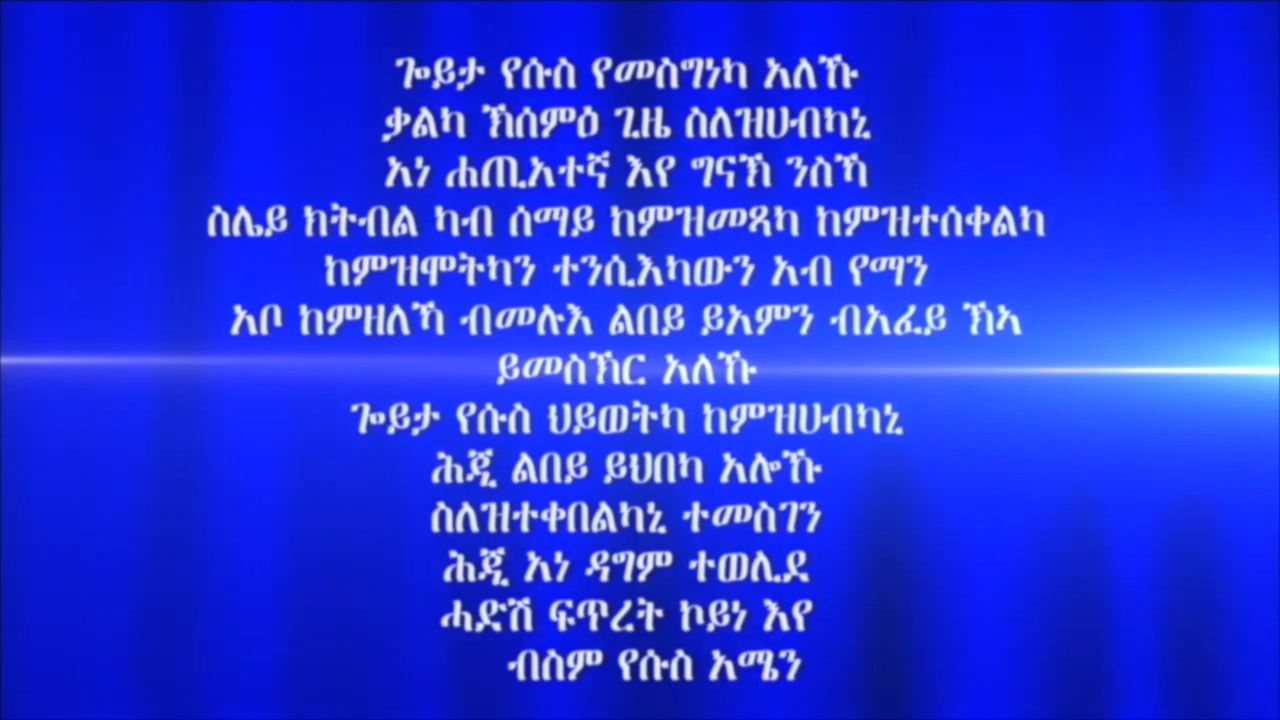 ጐይታ የሱስ የመስግነካ አለኹ
ቃልካ ኽሰምዕ ጊዜ ስለዝሀብካኒ
አነ ሐጢአተኛ እየ ግናኽ ንስኻ
ስሌይ ክትብል ካብ ሰማይ ከምዝመጻካ ከምዝተሰቀልካ
ከምዝሞትካን ተንሲእካውን አብ የማን
አቦ ከምዘለኻ ብመሉእ ልበይ ይአምን ብአፈይ ኽኣ
ይመስኽር አለኹ
ጐይታ የሱስ ህይወትካ ከምዝሀብካኒ
ሕጂ ልበይ ይህበካ አሎኹ
ስለዝተቀበልካኒ ተመስገን
ሕጂ አነ ዳግም ተወሊደ
ሓድሽ ፍጥረት ኮይነ እየ
ብስም የሱስ አሜን